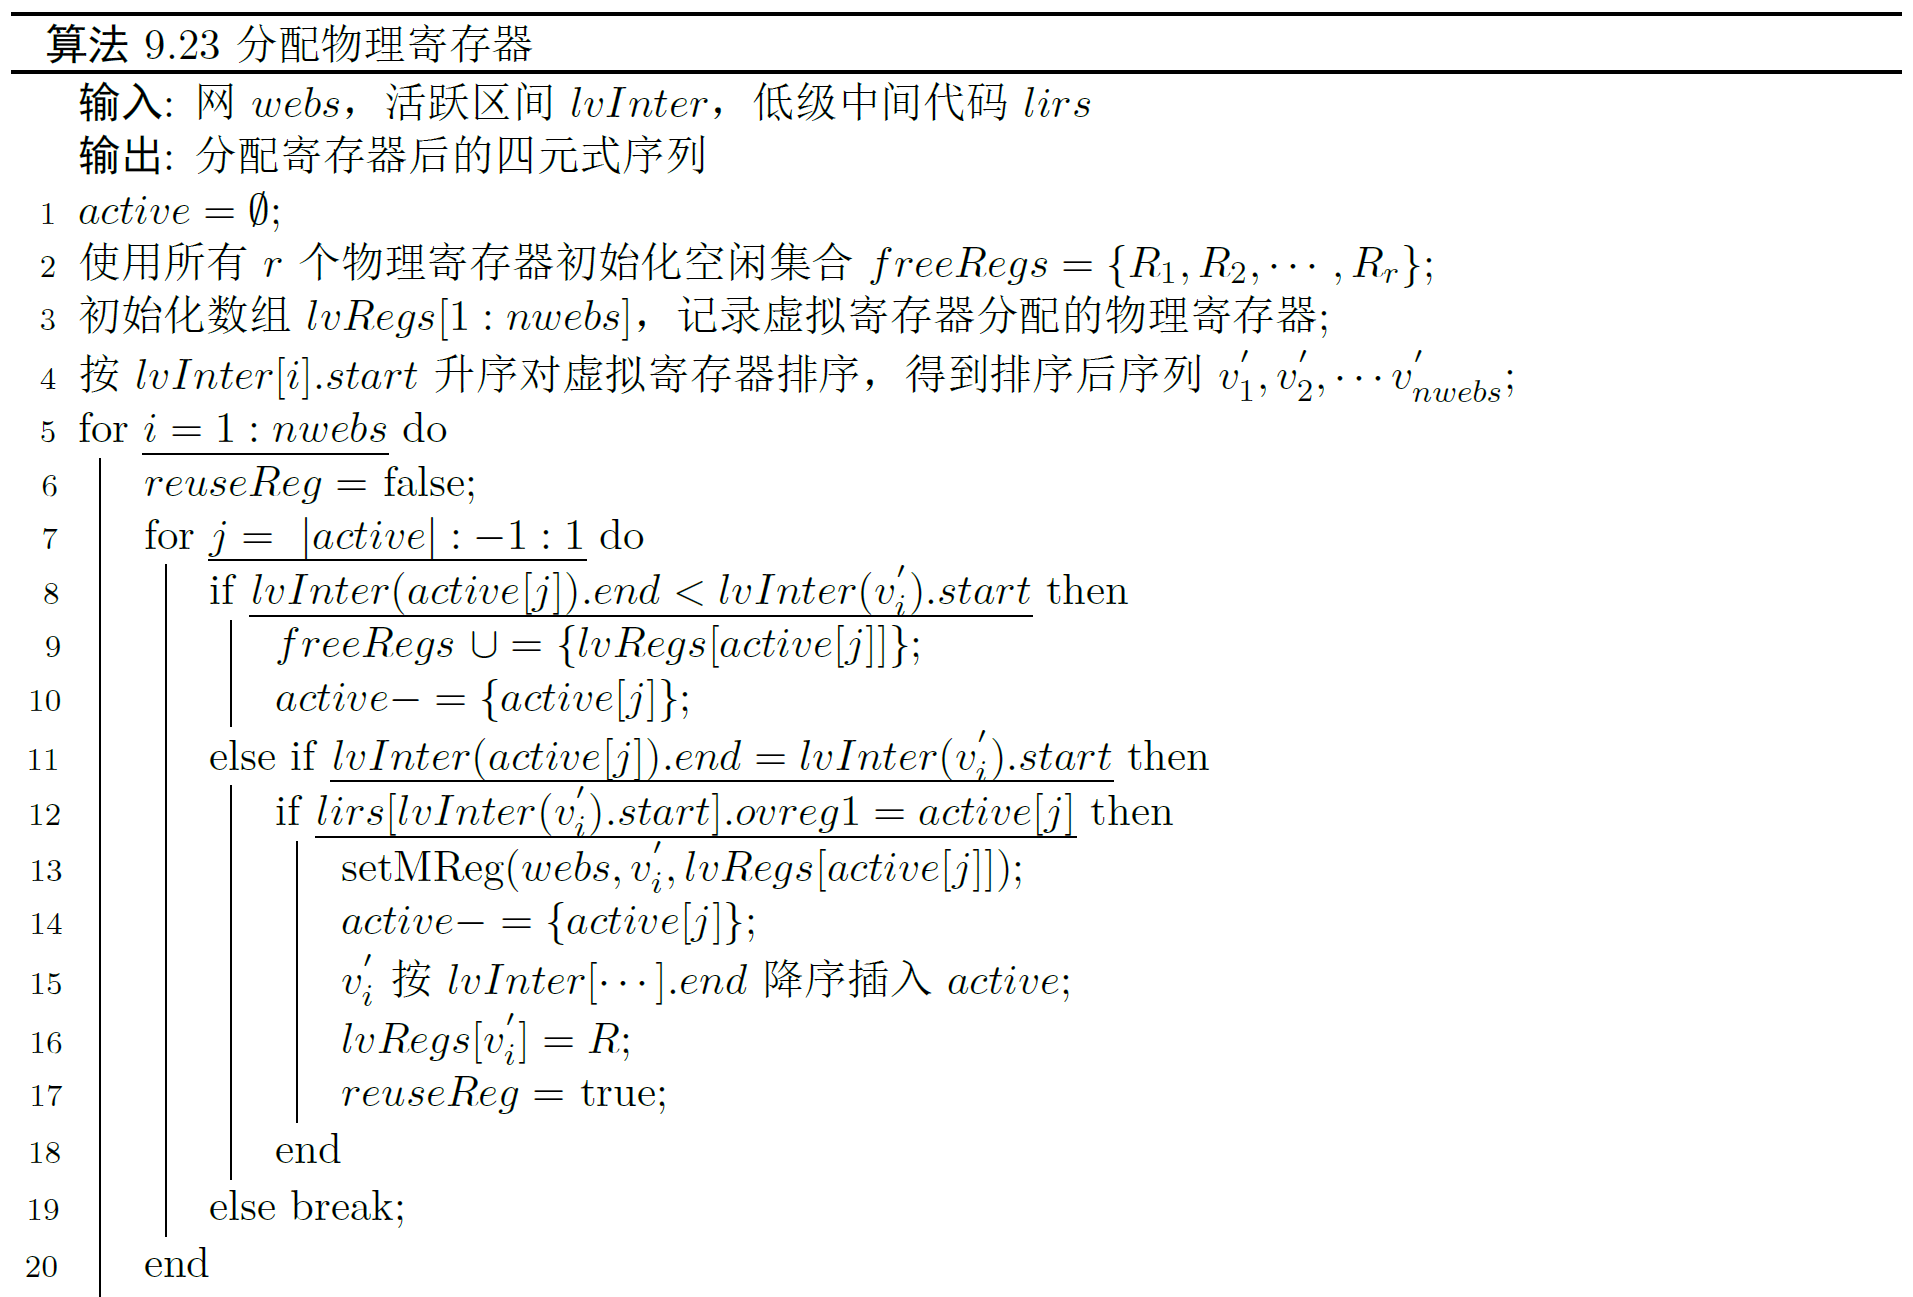 算法 9.23 分配物理寄存器
输入: 网 webs，活跃区间 lvInter，低级中间代码 lirs
输出: 分配寄存器后的四元式序列
1 active = ∅;
2 使用所有 r 个物理寄存器初始化空闲集合 freeRegs = {R₁, R₂, ⋯ , Rᵣ};
3 初始化数组 lvRegs[1 : nwebs]，记录虚拟寄存器分配的物理寄存器;
4 按 lvInter[i].start 升序对虚拟寄存器排序，得到排序后序列 v'_1, v'_2, ⋯ v'_{nwebs};
5 for i = 1 : nwebs do
6 reuseReg = false;
7 for j = |active| : −1 : 1 do
8 if lvInter(active[j]).end < lvInter(v'_i).start then
9 freeRegs ∪ = {lvRegs[active[j]]};
10 active− = {active[j]};
11 else if lvInter(active[j]).end = lvInter(v'_i).start then
12 if lirs[lvInter(v'_i).start].ovreg1 = active[j] then
13 setMReg(webs, v'_i, lvRegs[active[j]]);
14 active− = {active[j]};
15 v'_i 按 lvInter[⋯].end 降序插入 active;
16 lvRegs[v'_i] = R;
17 reuseReg = true;
18 end
19 else break;
20 end